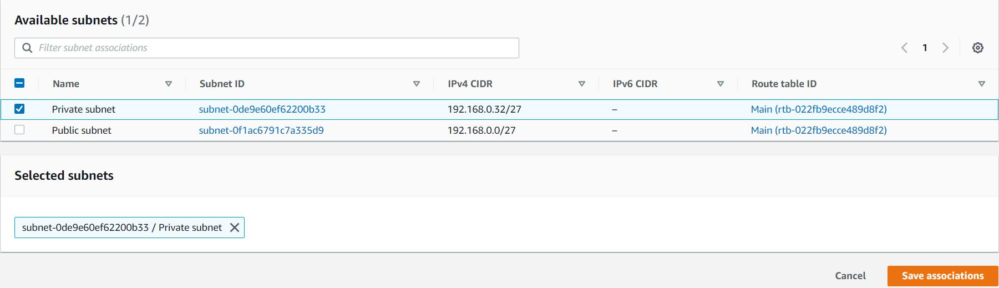 Available subnets (1/2)
Filter subnet associations
1
Name Subnet ID IPv4 CIDR IPv6 CIDR Route table ID
Private subnet subnet-0de9e60ef62200b33 192.168.0.32/27 – Main (rtb-022fb9ecce489d8f2)
Public subnet subnet-0f1ac6791c7a335d9 192.168.0.0/27 – Main (rtb-022fb9ecce489d8f2)
Selected subnets
subnet-0de9e60ef62200b33 / Private subnet
Cancel Save associations